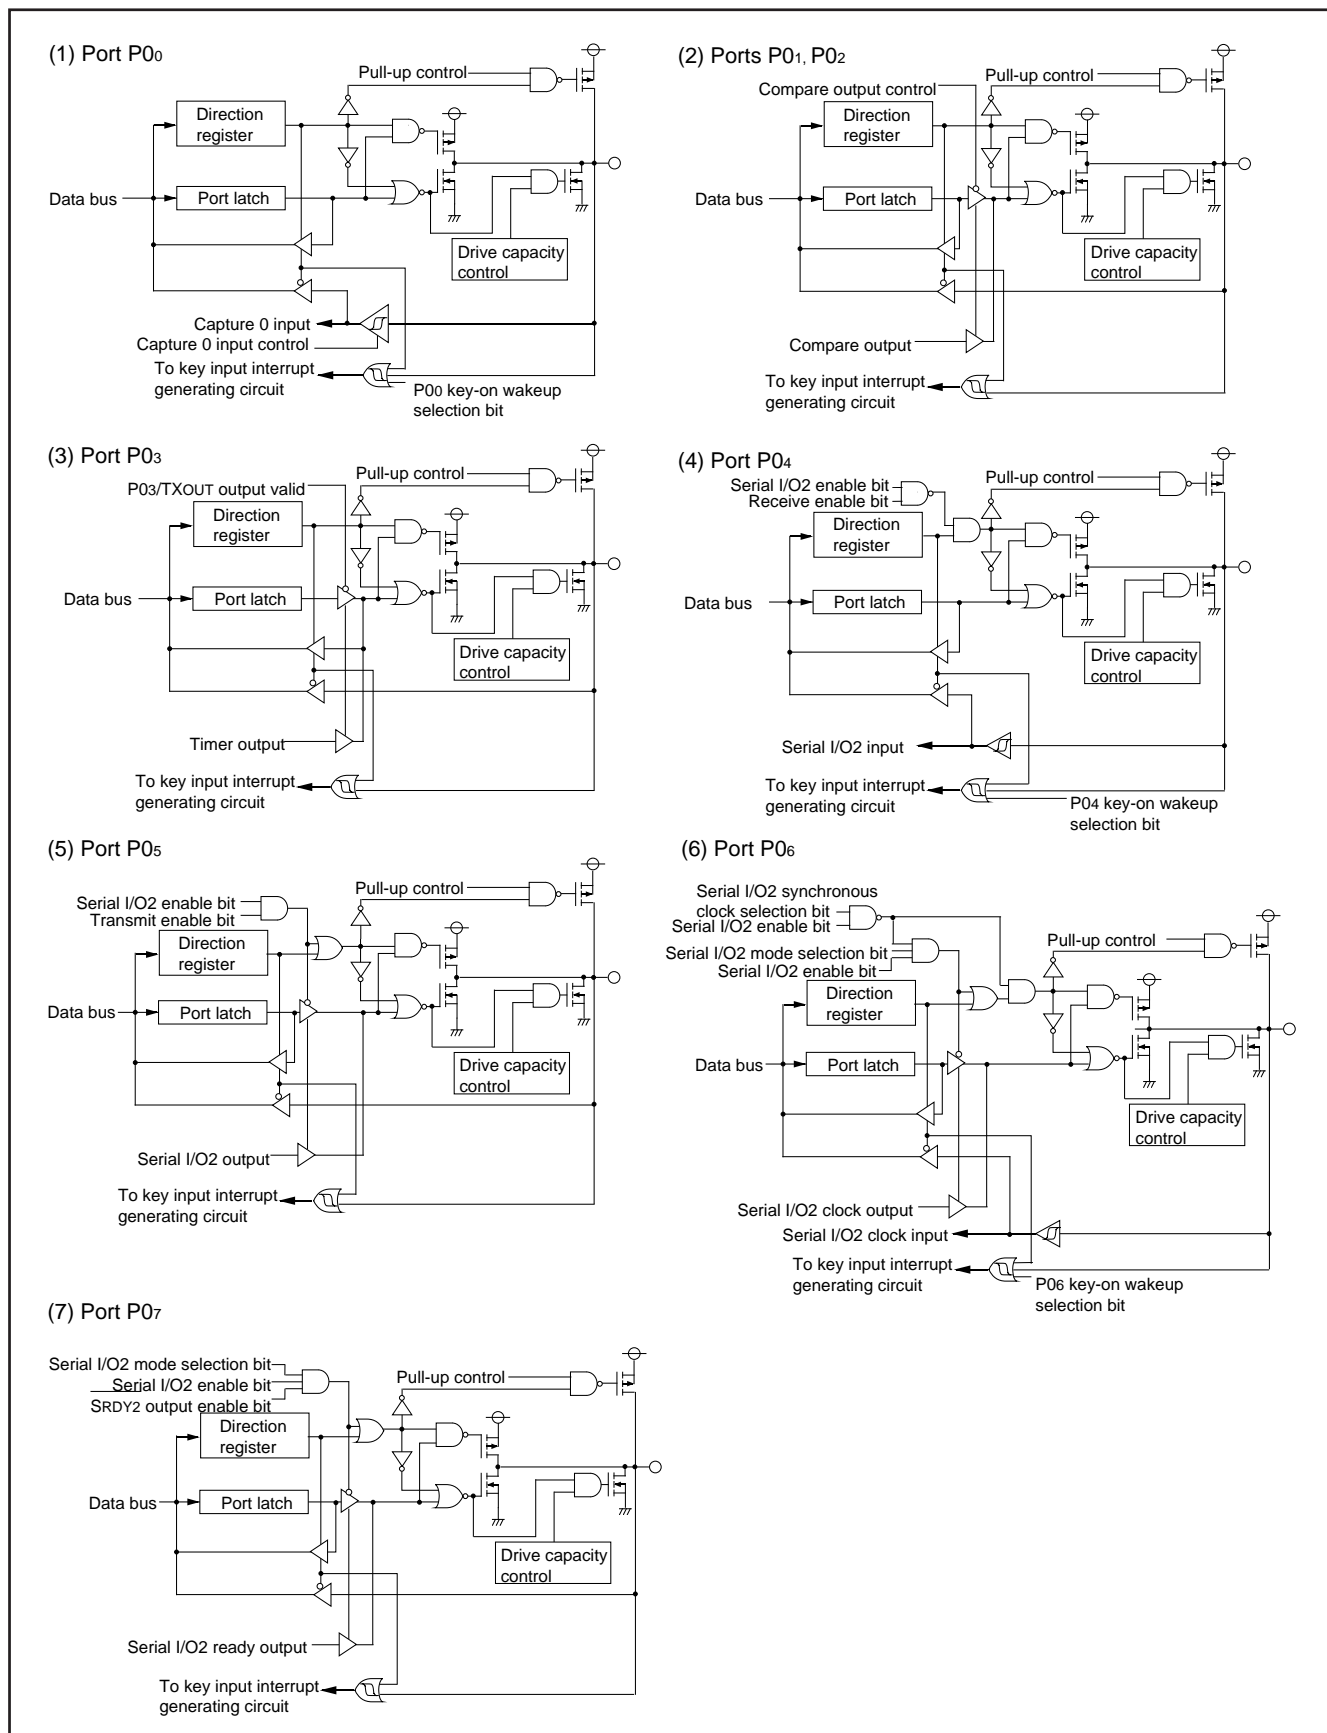 (1) Port P00
Pull-up control
Direction
register
Data bus
Port latch
Drive capacity
control
Capture 0 input
Capture 0 input control
To key input interrupt
generating circuit
P00 key-on wakeup
selection bit
(2) Ports P01, P02
Pull-up control
Compare output control
Direction
register
Data bus
Port latch
Drive capacity
control
Compare output
To key input interrupt
generating circuit
(3) Port P03
Pull-up control
P03/TXOUT output valid
Direction
register
Data bus
Port latch
Drive capacity
control
Timer output
To key input interrupt
generating circuit
(4) Port P04
Pull-up control
Serial I/O2 enable bit
Receive enable bit
Direction
register
Data bus
Port latch
Drive capacity
control
Serial I/O2 input
To key input interrupt
generating circuit
P04 key-on wakeup
selection bit
(5) Port P05
Pull-up control
Serial I/O2 enable bit
Transmit enable bit
Direction
register
Data bus
Port latch
Drive capacity
control
Serial I/O2 output
To key input interrupt
generating circuit
(6) Port P06
Serial I/O2 synchronous
clock selection bit
Serial I/O2 enable bit
Pull-up control
Serial I/O2 mode selection bit
Serial I/O2 enable bit
Direction
register
Data bus
Port latch
Drive capacity
control
Serial I/O2 clock output
Serial I/O2 clock input
To key input interrupt
generating circuit
P06 key-on wakeup
selection bit
(7) Port P07
Serial I/O2 mode selection bit
Pull-up control
Serial I/O2 enable bit
SRDY2 output enable bit
Direction
register
Data bus
Port latch
Drive capacity
control
Serial I/O2 ready output
To key input interrupt
generating circuit